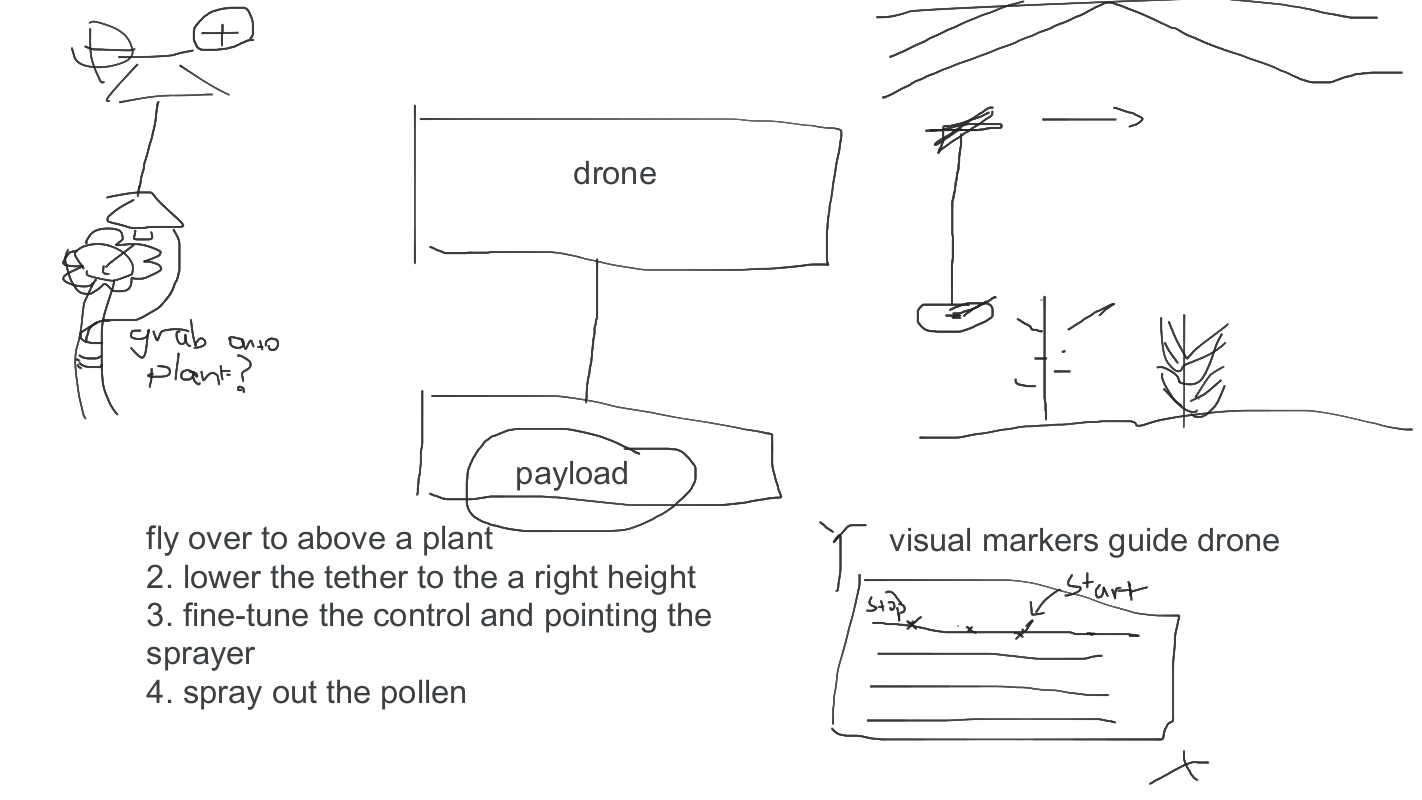 drone
grab onto
plant?
payload
fly over to above a plant
2. lower the tether to the a right height
3. fine-tune the control and pointing the
sprayer
4. spray out the pollen
visual markers guide drone
start
stop